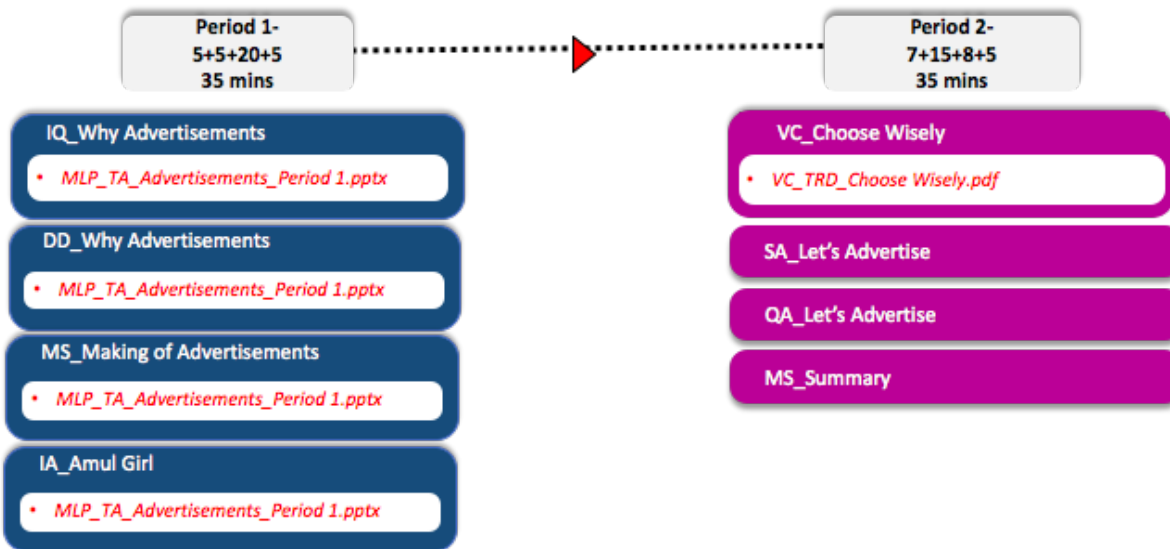 Period 1-
5+5+20+5
35 mins
IQ_Why Advertisements
• MLP_TA_Advertisements_Period 1.pptx
DD_Why Advertisements
• MLP_TA_Advertisements_Period 1.pptx
MS_Making of Advertisements
• MLP_TA_Advertisements_Period 1.pptx
IA_Amul Girl
• MLP_TA_Advertisements_Period 1.pptx
Period 2-
7+15+8+5
35 mins
VC_Choose Wisely
• VC_TRD_Choose Wisely.pdf
SA_Let’s Advertise
QA_Let’s Advertise
MS_Summary